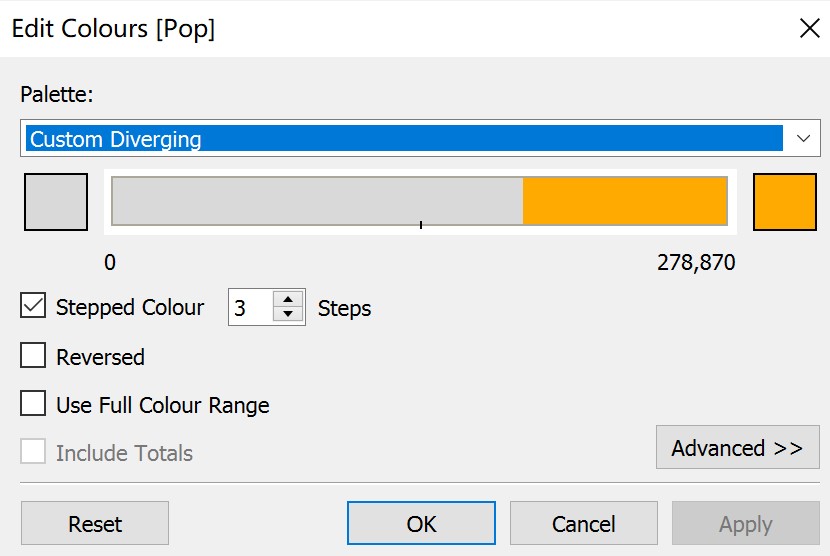 Edit Colours [Pop]
Palette:
Custom Diverging
0 278,870
Stepped Colour 3 Steps
Reversed
Use Full Colour Range
Include Totals
Advanced >>
Reset OK Cancel Apply